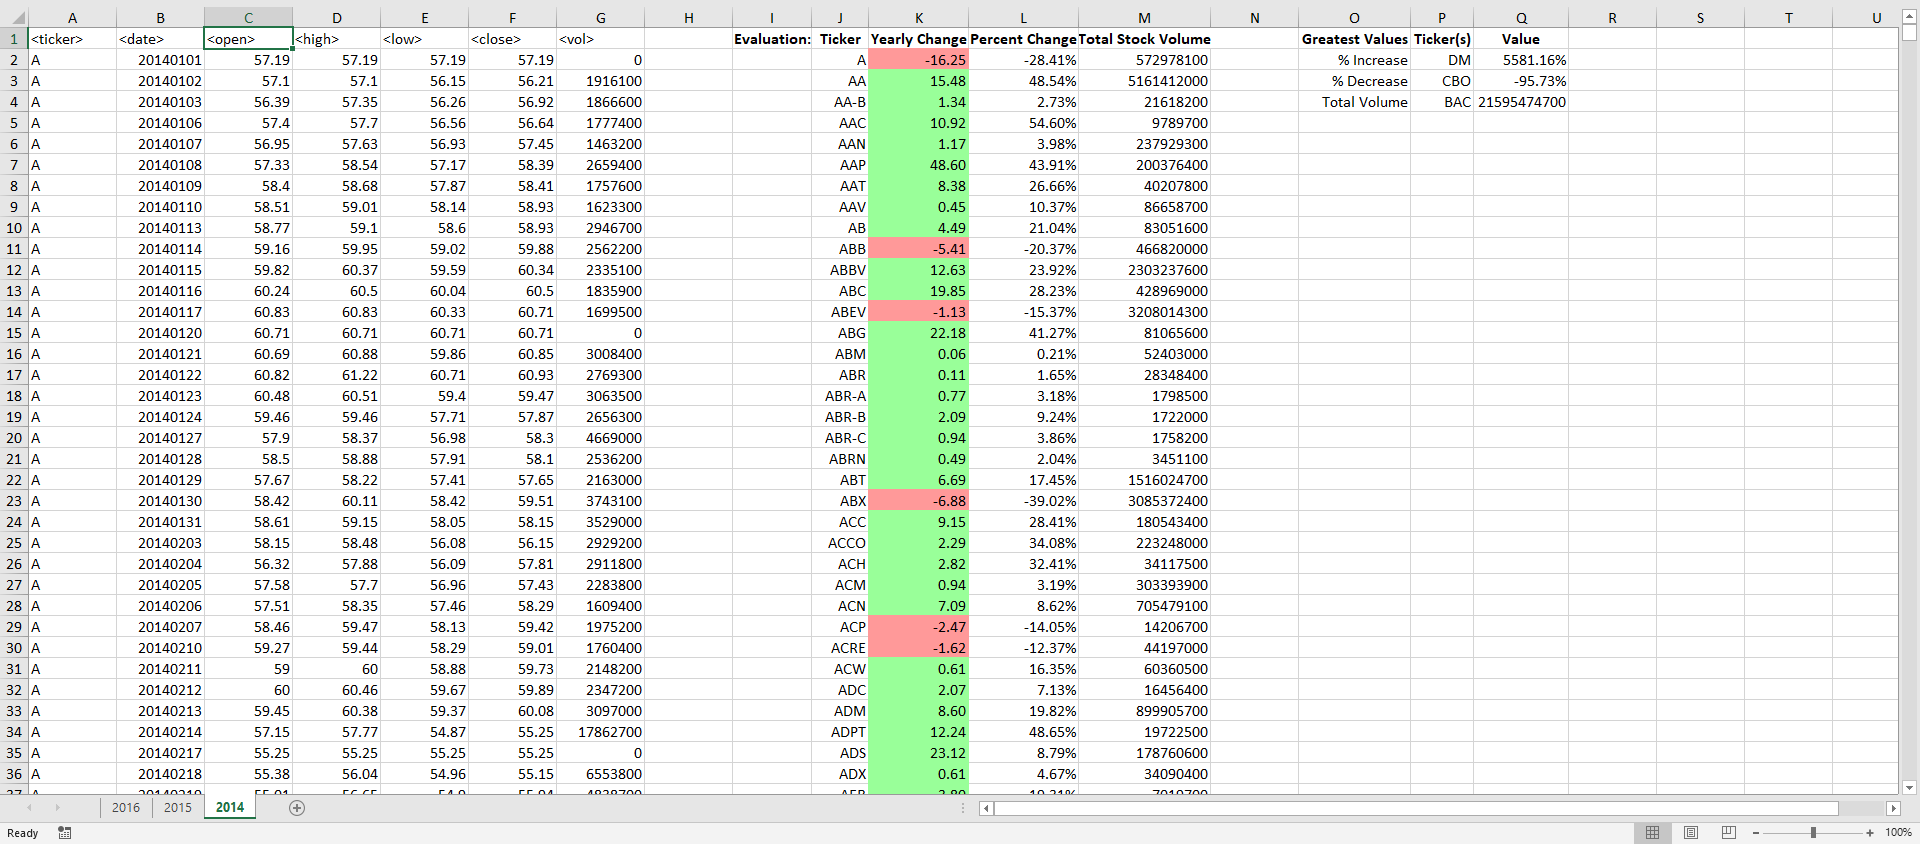 A B C D E F G H I J K L M N O P Q R S T U
1 <ticker> <date> <open> <high> <low> <close> <vol> Evaluation: Ticker Yearly Change Percent Change Total Stock Volume Greatest Values Ticker(s) Value
2 A 20140101 57.19 57.19 57.19 57.19 0 A -16.25 -28.41% 572978100 % Increase DM 5581.16%
3 A 20140102 57.1 57.1 56.15 56.21 1916100 AA 15.48 48.54% 5161412000 % Decrease CBO -95.73%
4 A 20140103 56.39 57.35 56.26 56.92 1866600 AA-B 1.34 2.73% 21618200 Total Volume BAC 21595474700
5 A 20140106 57.4 57.7 56.56 56.64 1777400 AAC 10.92 54.60% 9789700
6 A 20140107 56.95 57.63 56.93 57.45 1463200 AAN 1.17 3.98% 237929300
7 A 20140108 57.33 58.54 57.17 58.39 2659400 AAP 48.60 43.91% 200376400
8 A 20140109 58.4 58.68 57.87 58.41 1757600 AAT 8.38 26.66% 40207800
9 A 20140110 58.51 59.01 58.14 58.93 1623300 AAV 0.45 10.37% 86658700
10 A 20140113 58.77 59.1 58.6 58.93 2946700 AB 4.49 21.04% 83051600
11 A 20140114 59.16 59.95 59.02 59.88 2562200 ABB -5.41 -20.37% 466820000
12 A 20140115 59.82 60.37 59.59 60.34 2335100 ABBV 12.63 23.92% 2303237600
13 A 20140116 60.24 60.5 60.04 60.5 1835900 ABC 19.85 28.23% 428969000
14 A 20140117 60.83 60.83 60.33 60.71 1699500 ABEV -1.13 -15.37% 3208014300
15 A 20140120 60.71 60.71 60.71 60.71 0 ABG 22.18 41.27% 81065600
16 A 20140121 60.69 60.88 59.86 60.85 3008400 ABM 0.06 0.21% 52403000
17 A 20140122 60.82 61.22 60.71 60.93 2769300 ABR 0.11 1.65% 28348400
18 A 20140123 60.48 60.51 59.4 59.47 3063500 ABR-A 0.77 3.18% 1798500
19 A 20140124 59.46 59.46 57.71 57.87 2656300 ABR-B 2.09 9.24% 1722000
20 A 20140127 57.9 58.37 56.98 58.3 4669000 ABR-C 0.94 3.86% 1758200
21 A 20140128 58.5 58.88 57.91 58.1 2536200 ABRN 0.49 2.04% 3451100
22 A 20140129 57.67 58.22 57.41 57.65 2163000 ABT 6.69 17.45% 1516024700
23 A 20140130 58.42 60.11 58.42 59.51 3743100 ABX -6.88 -39.02% 3085372400
24 A 20140131 58.61 59.15 58.05 58.15 3529000 ACC 9.15 28.41% 180543400
25 A 20140203 58.15 58.48 56.08 56.15 2929200 ACCO 2.29 34.08% 223248000
26 A 20140204 56.32 57.88 56.09 57.81 2911800 ACH 2.82 32.41% 34117500
27 A 20140205 57.58 57.7 56.96 57.43 2283800 ACM 0.94 3.19% 303393900
28 A 20140206 57.51 58.35 57.46 58.29 1609400 ACN 7.09 8.62% 705479100
29 A 20140207 58.46 59.47 58.13 59.42 1975200 ACP -2.47 -14.05% 14206700
30 A 20140210 59.27 59.44 58.29 59.01 1760400 ACRE -1.62 -12.37% 44197000
31 A 20140211 59 60 58.88 59.73 2148200 ACW 0.61 16.35% 60360500
32 A 20140212 60 60.46 59.67 59.89 2347200 ADC 2.07 7.13% 16456400
33 A 20140213 59.45 60.38 59.37 60.08 3097000 ADM 8.60 19.82% 899905700
34 A 20140214 57.15 57.77 54.87 55.25 17862700 ADPT 12.24 48.65% 19722500
35 A 20140217 55.25 55.25 55.25 55.25 0 ADS 23.12 8.79% 178760600
36 A 20140218 55.38 56.04 54.96 55.15 6553800 ADX 0.61 4.67% 34090400
2016 2015 2014
Ready 100%